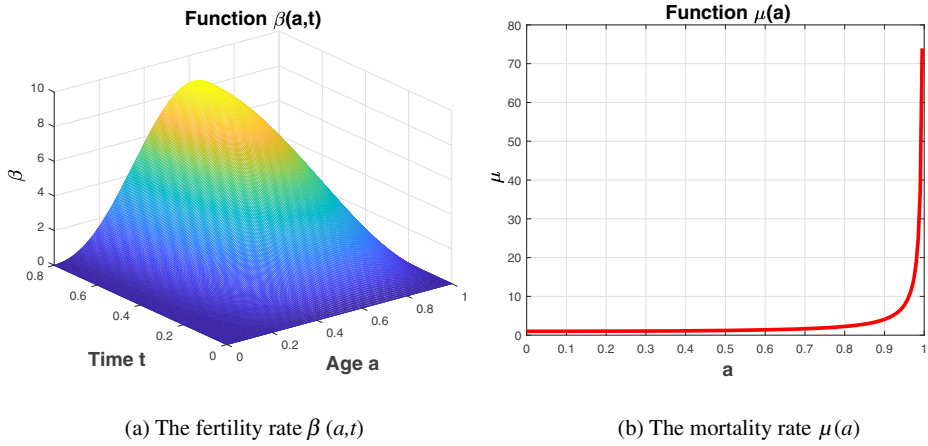 Function β(a,t)
10
8
6
4
2
0
β
0.8
0.6
0.4
0.2
0
Time t
0
0.2
0.4
0.6
0.8
1
Age a
Function μ(a)
80
70
60
50
40
30
20
10
0
μ
0 0.1 0.2 0.3 0.4 0.5 0.6 0.7 0.8 0.9 1
a
(a) The fertility rate β (a,t)
(b) The mortality rate μ(a)